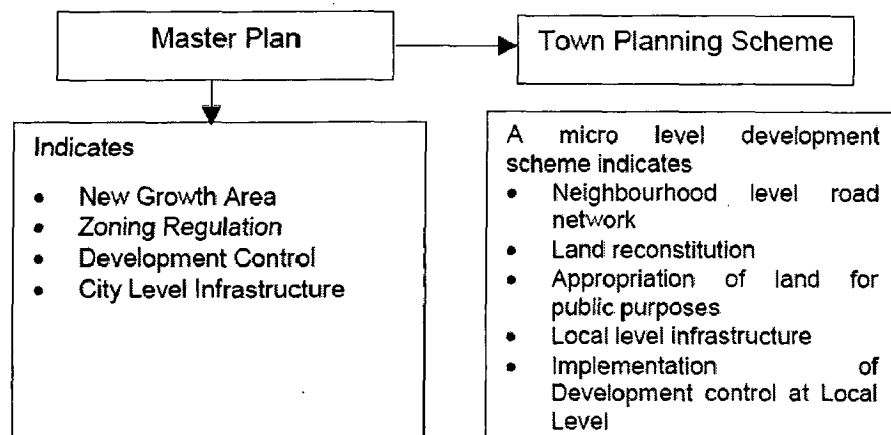 Master Plan
Town Planning Scheme
Indicates
• New Growth Area
• Zoning Regulation
• Development Control
• City Level Infrastructure
A micro level development
scheme indicates
• Neighbourhood level road
network
• Land reconstitution
• Appropriation of land for
public purposes
• Local level infrastructure
• Implementation of
Development control at Local
Level